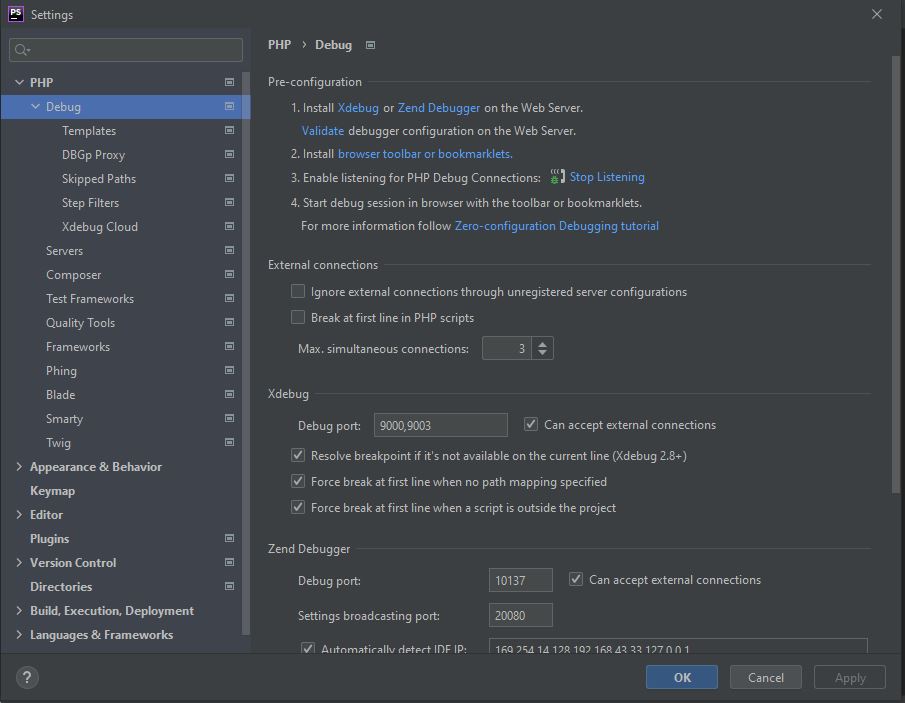 PS Settings
PHP
Debug
Templates
DBGp Proxy
Skipped Paths
Step Filters
Xdebug Cloud
Servers
Composer
Test Frameworks
Quality Tools
Frameworks
Phing
Blade
Smarty
Twig
Appearance & Behavior
Keymap
Editor
Plugins
Version Control
Directories
Build, Execution, Deployment
Languages & Frameworks
PHP › Debug
Pre-configuration
1. Install Xdebug or Zend Debugger on the Web Server.
Validate debugger configuration on the Web Server.
2. Install browser toolbar or bookmarklets.
3. Enable listening for PHP Debug Connections: Stop Listening
4. Start debug session in browser with the toolbar or bookmarklets.
For more information follow Zero-configuration Debugging tutorial
External connections
Ignore external connections through unregistered server configurations
Break at first line in PHP scripts
Max. simultaneous connections: 3
Xdebug
Debug port: 9000,9003 Can accept external connections
Resolve breakpoint if it's not available on the current line (Xdebug 2.8+)
Force break at first line when no path mapping specified
Force break at first line when a script is outside the project
Zend Debugger
Debug port: 10137 Can accept external connections
Settings broadcasting port: 20080
Automatically detect IDE IP: 169.254.14.128,192.168.43.33,127.0.0.1
? OK Cancel Apply